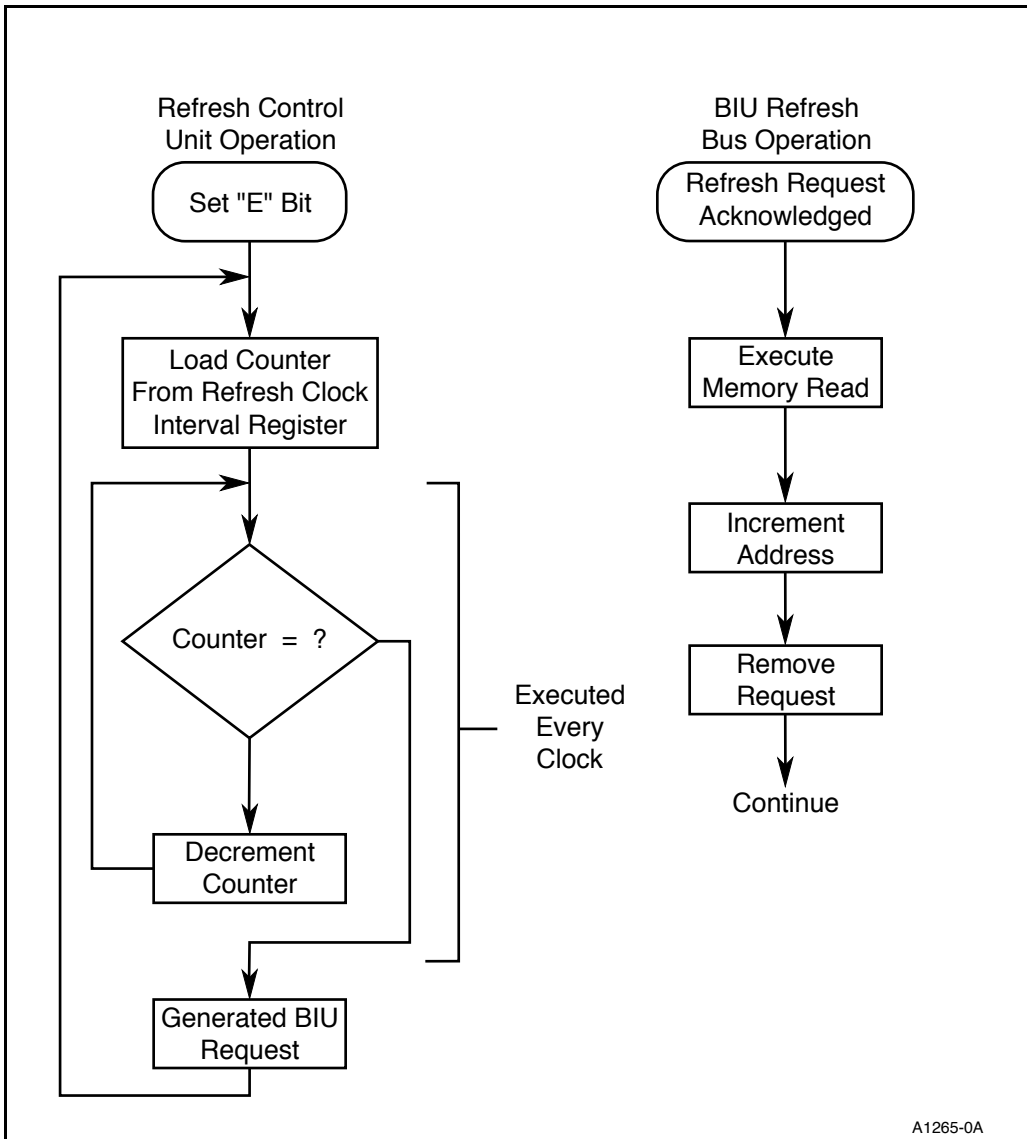 Refresh Control
Unit Operation
Set "E" Bit
Load Counter
From Refresh Clock
Interval Register
Counter = ?
Executed
Every
Clock
Decrement
Counter
Generated BIU
Request
BIU Refresh
Bus Operation
Refresh Request
Acknowledged
Execute
Memory Read
Increment
Address
Remove
Request
Continue
A1265-0A